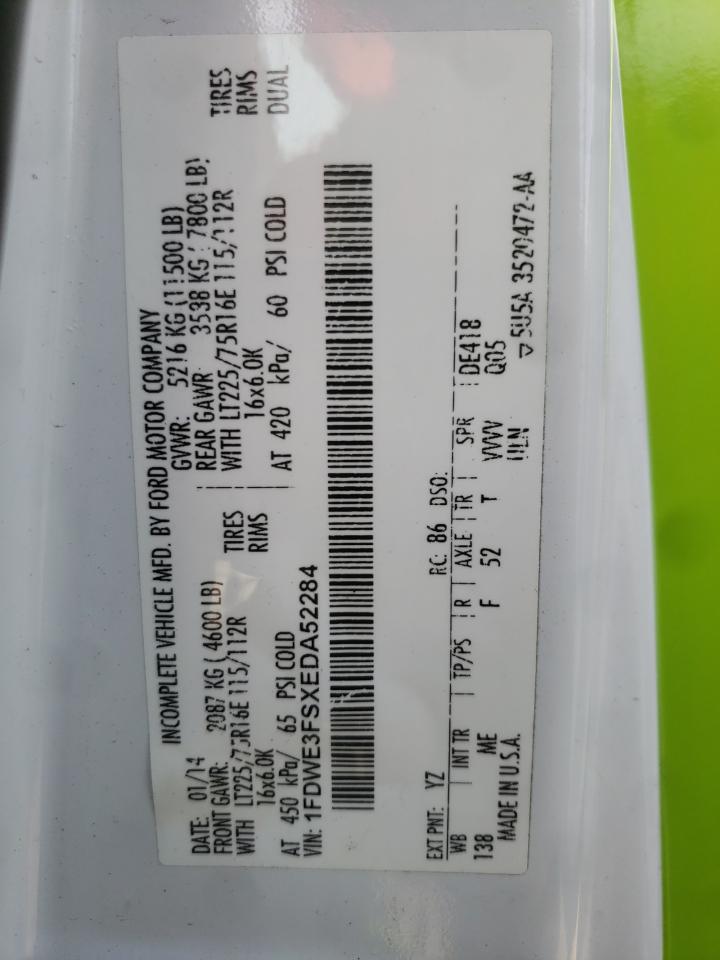 INCOMPLETE VEHICLE MFD. BY FORD MOTOR COMPANY
DATE: 01/14 GVWR: 5216 KG (11500 LB)
FRONT GAWR: 2087 KG (4600 LB) REAR GAWR: 3538 KG (7800 LB)
WITH LT225/75R16E 115/112R TIRES WITH LT225/75R16E 115/112R TIRES
16x6.0K RIMS 16x6.0K RIMS
AT 450 kPa/ 65 PSI COLD AT 420 kPa/ 60 PSI COLD DUAL
VIN: 1FDWE3FSXEDA52284
EXT PNT: YZ RC: 86 DSO:
WB INT TR TP/PS R AXLE TR SPR DE418
138 ME F 52 T VVVV Q05
MADE IN U.S.A. ULN
5U5A 3520472-AA